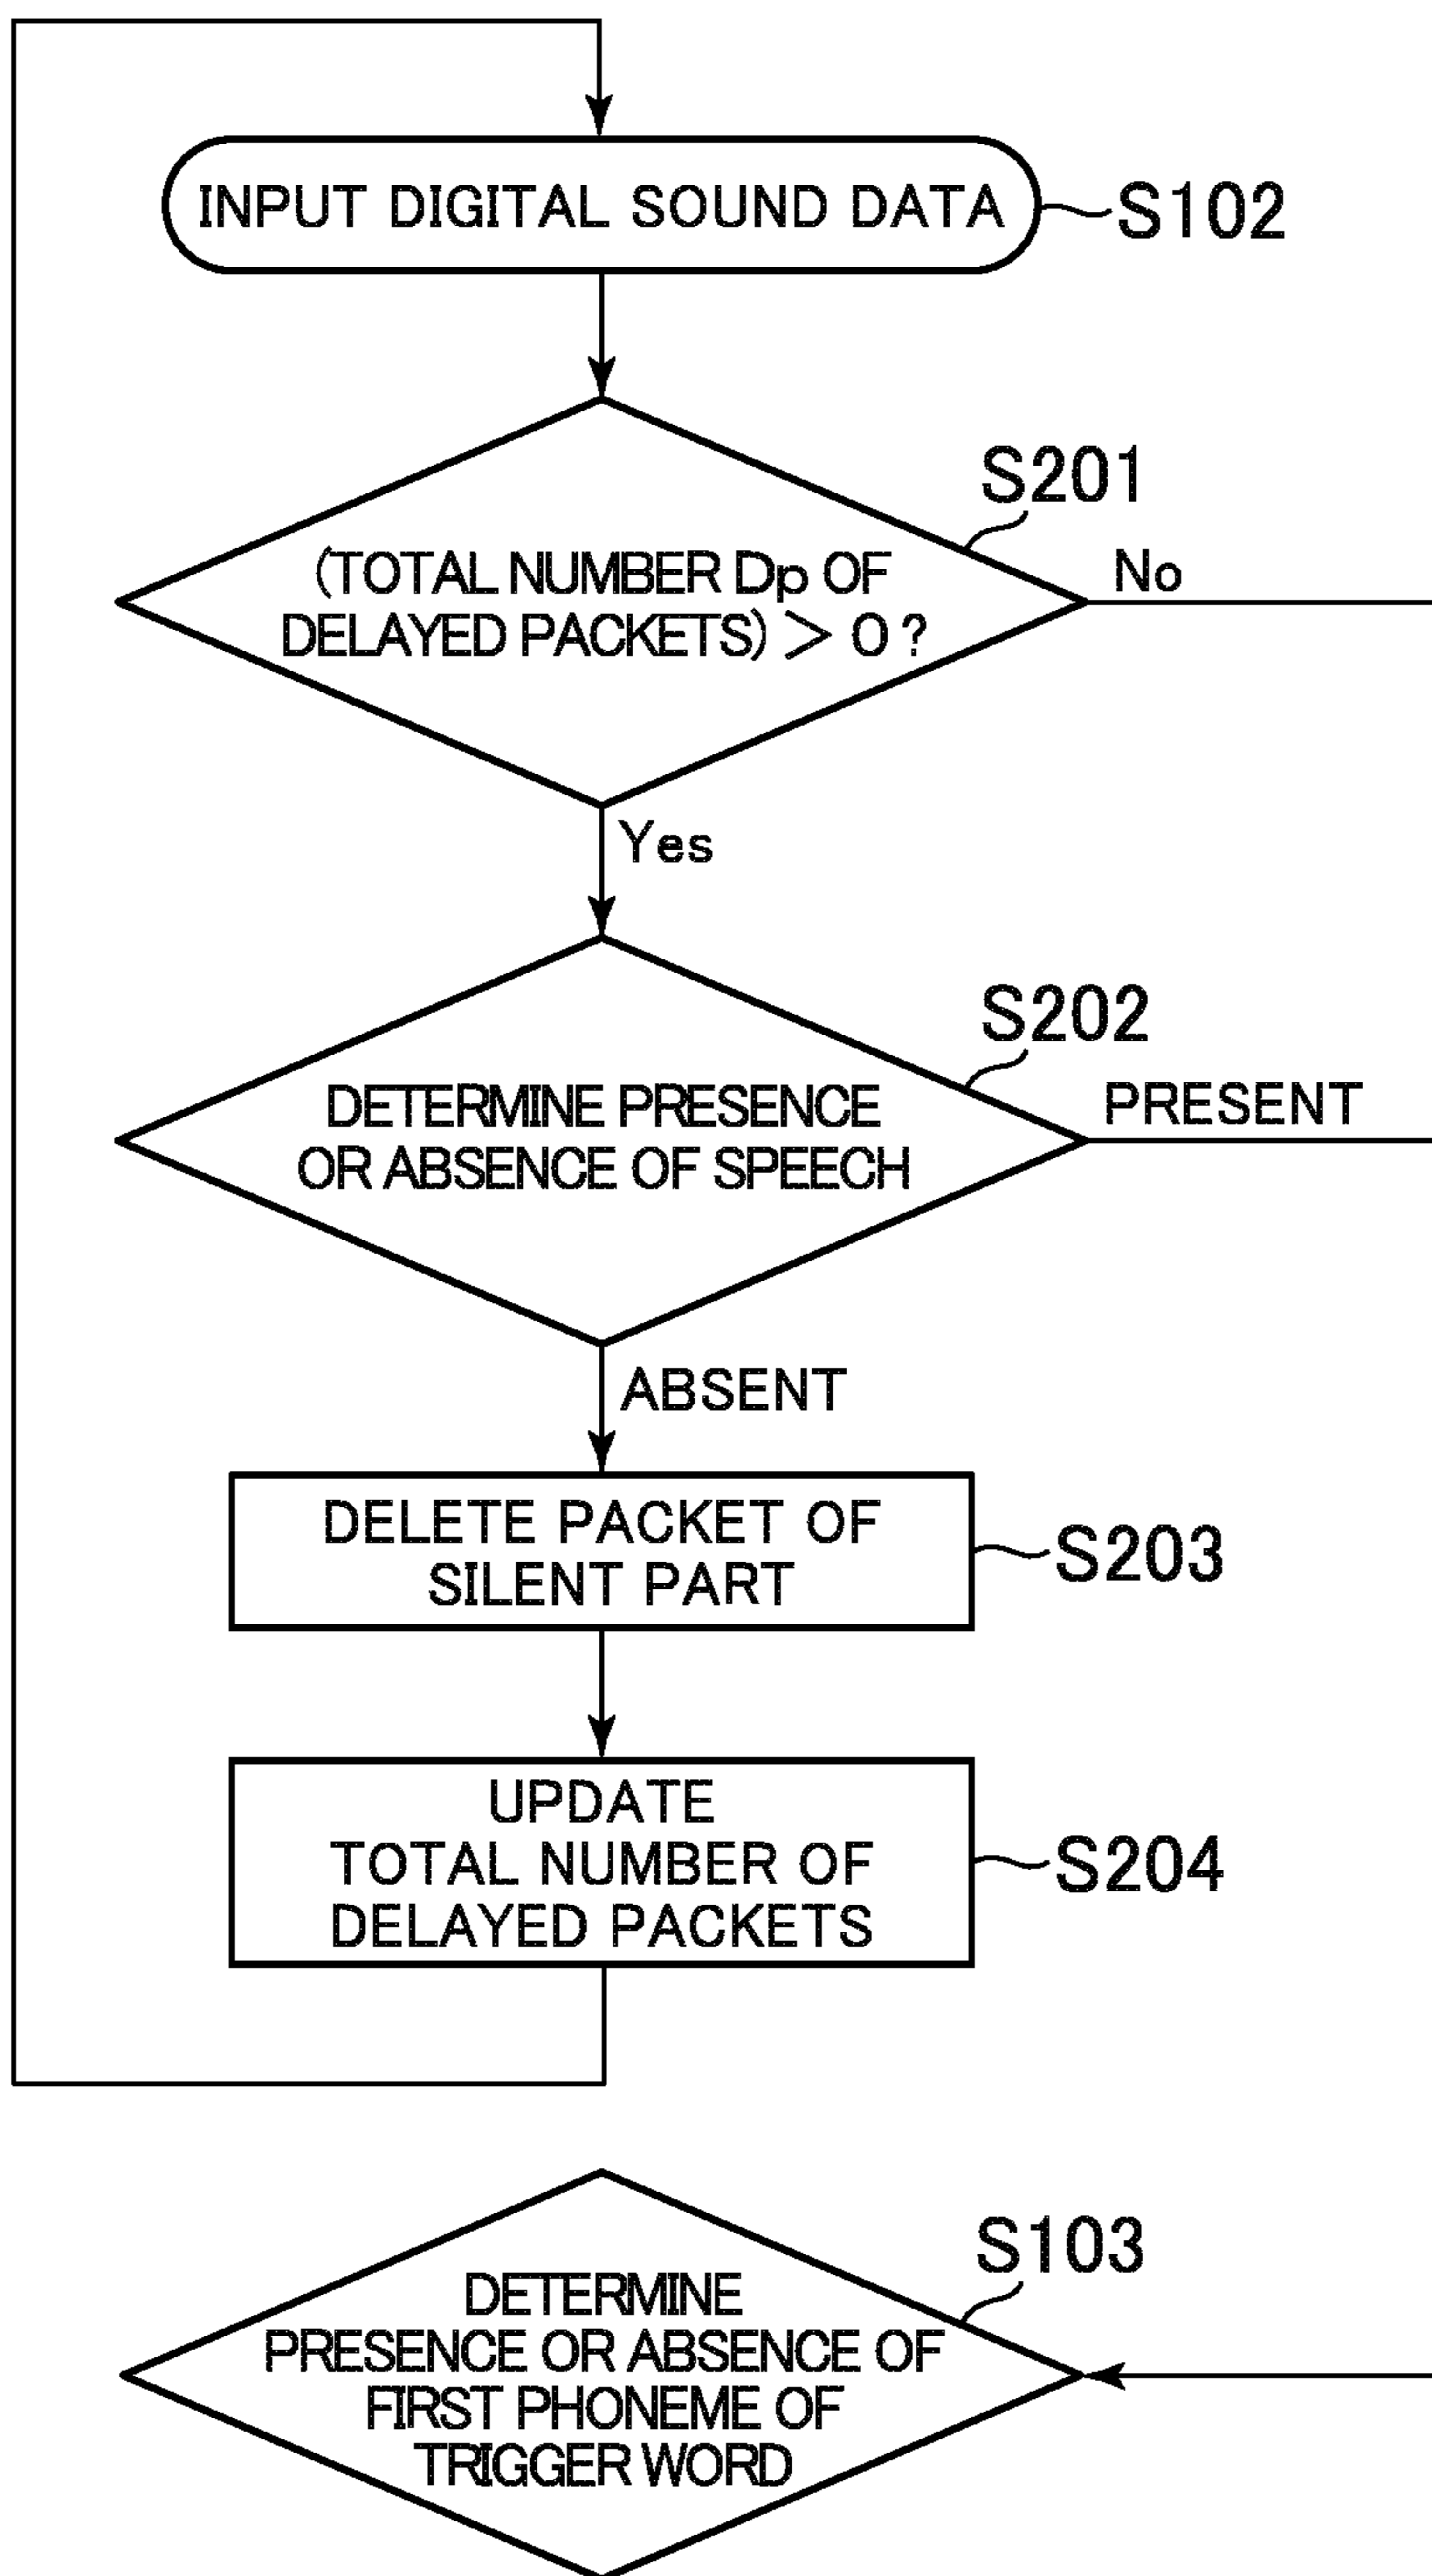 INPUT DIGITAL SOUND DATA
S102
S201
(TOTAL NUMBER Dp OF
DELAYED PACKETS) > 0 ?
No
Yes
S202
DETERMINE PRESENCE
OR ABSENCE OF SPEECH
PRESENT
ABSENT
DELETE PACKET OF
SILENT PART
S203
UPDATE
TOTAL NUMBER OF
DELAYED PACKETS
S204
S103
DETERMINE
PRESENCE OR ABSENCE OF
FIRST PHONEME OF
TRIGGER WORD